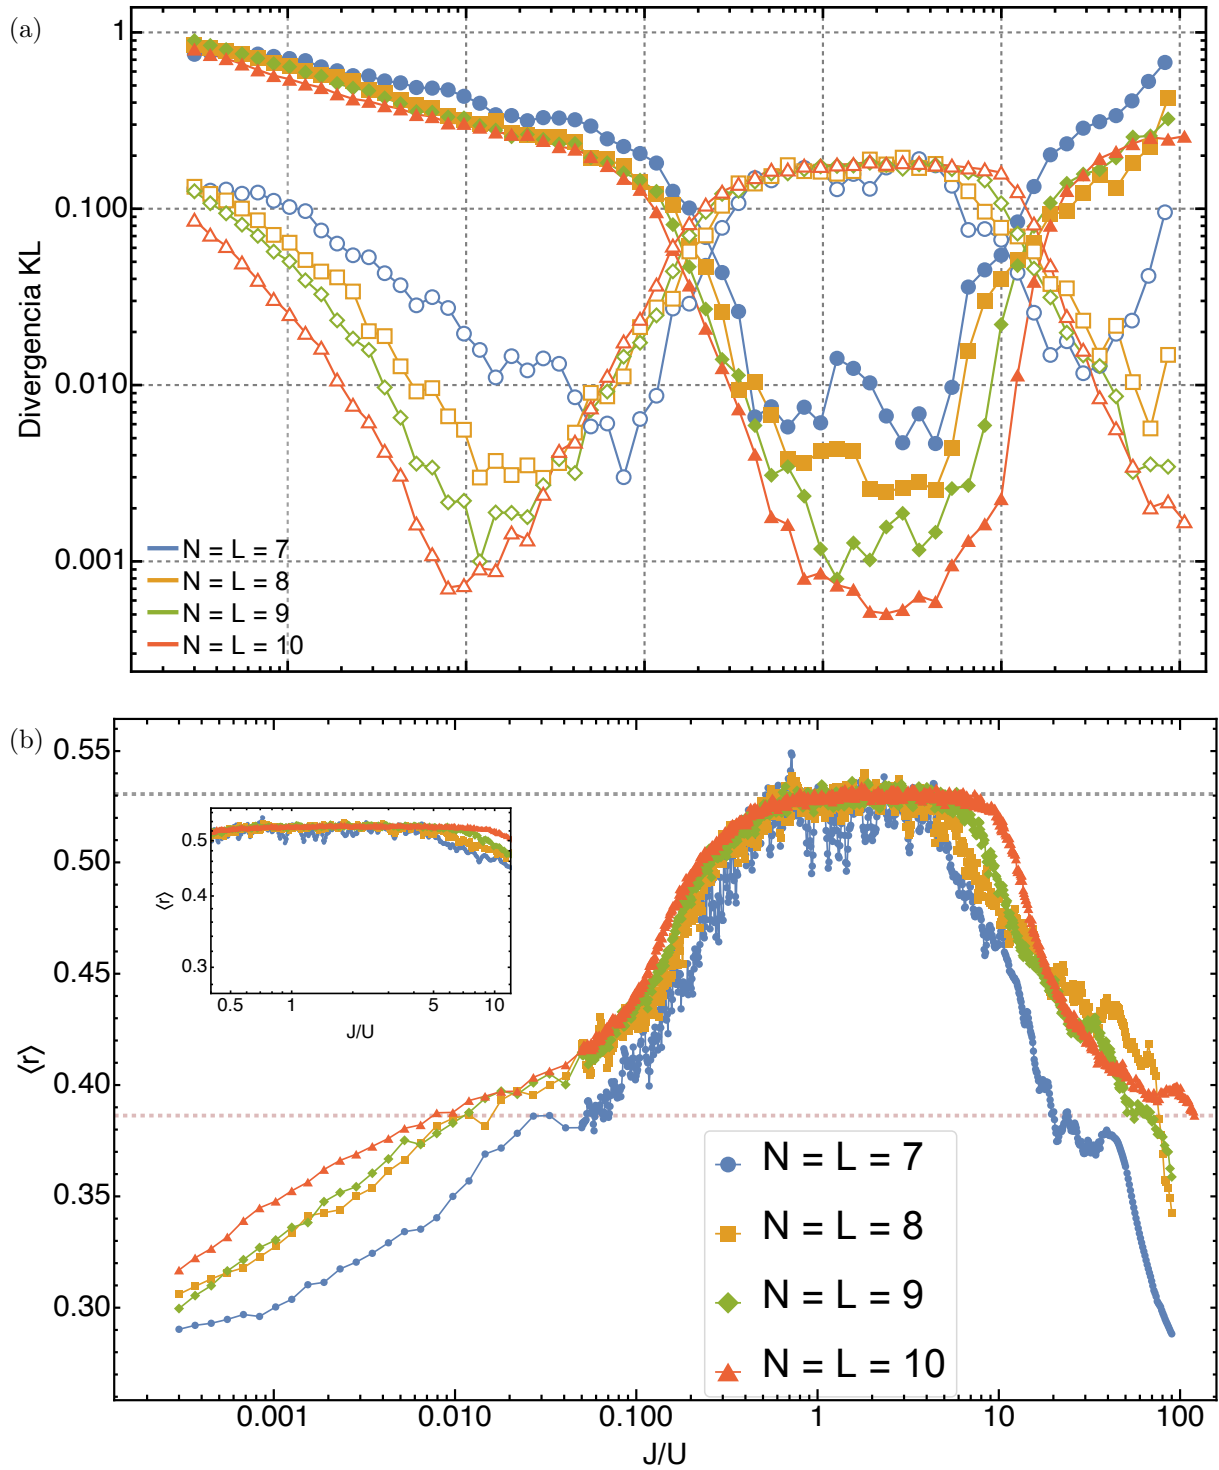 (a)
1
0.100
0.010
0.001
Divergencia KL
N = L = 7
N = L = 8
N = L = 9
N = L = 10
(b)
0.55
0.50
0.45
0.40
0.35
0.30
⟨r⟩
0.5
0.4
0.3
⟨r⟩
0.5 1 5 10
J/U
N = L = 7
N = L = 8
N = L = 9
N = L = 10
0.001 0.010 0.100 1 10 100
J/U